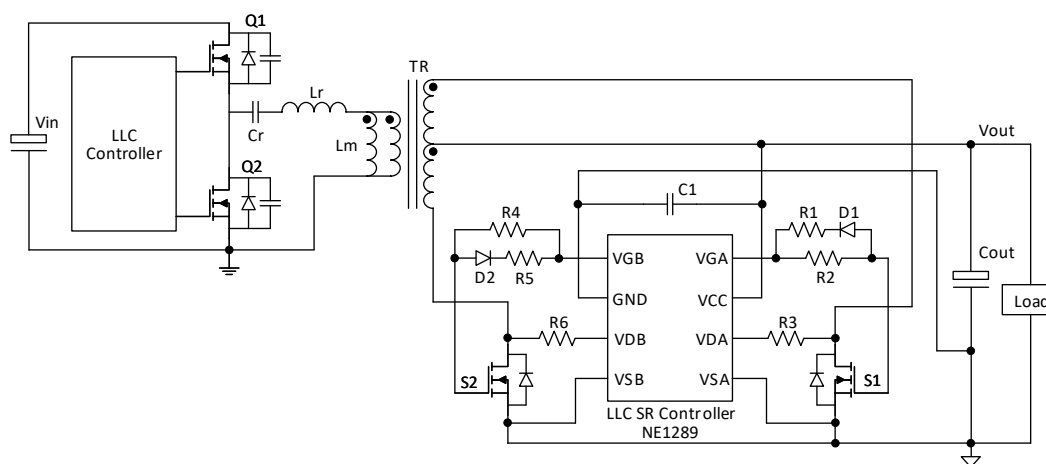 Q1
TR
Lr
Vin
LLC
Controller
Cr
Lm
Vout
Q2
C1
R4
R1 D1
Cout
D2 R5
VGB VGA
R2
GND VCC
Load
R6
VDB VDA
R3
S2
VSB VSA
S1
LLC SR Controller
NE1289